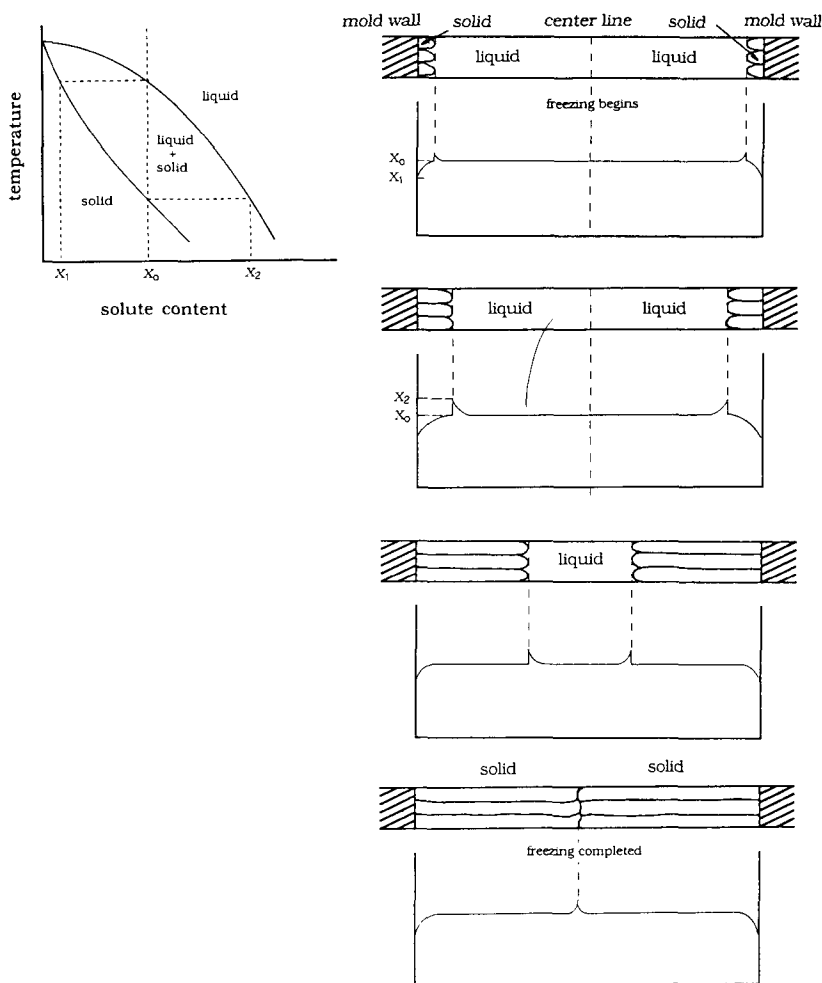 temperature
liquid
liquid
+
solid
solid
X₁
X₀
X₂
solute content
mold wall solid center line solid mold wall
liquid liquid
freezing begins
X₀
X₁
liquid liquid
X₂
X₀
liquid
solid solid
freezing completed